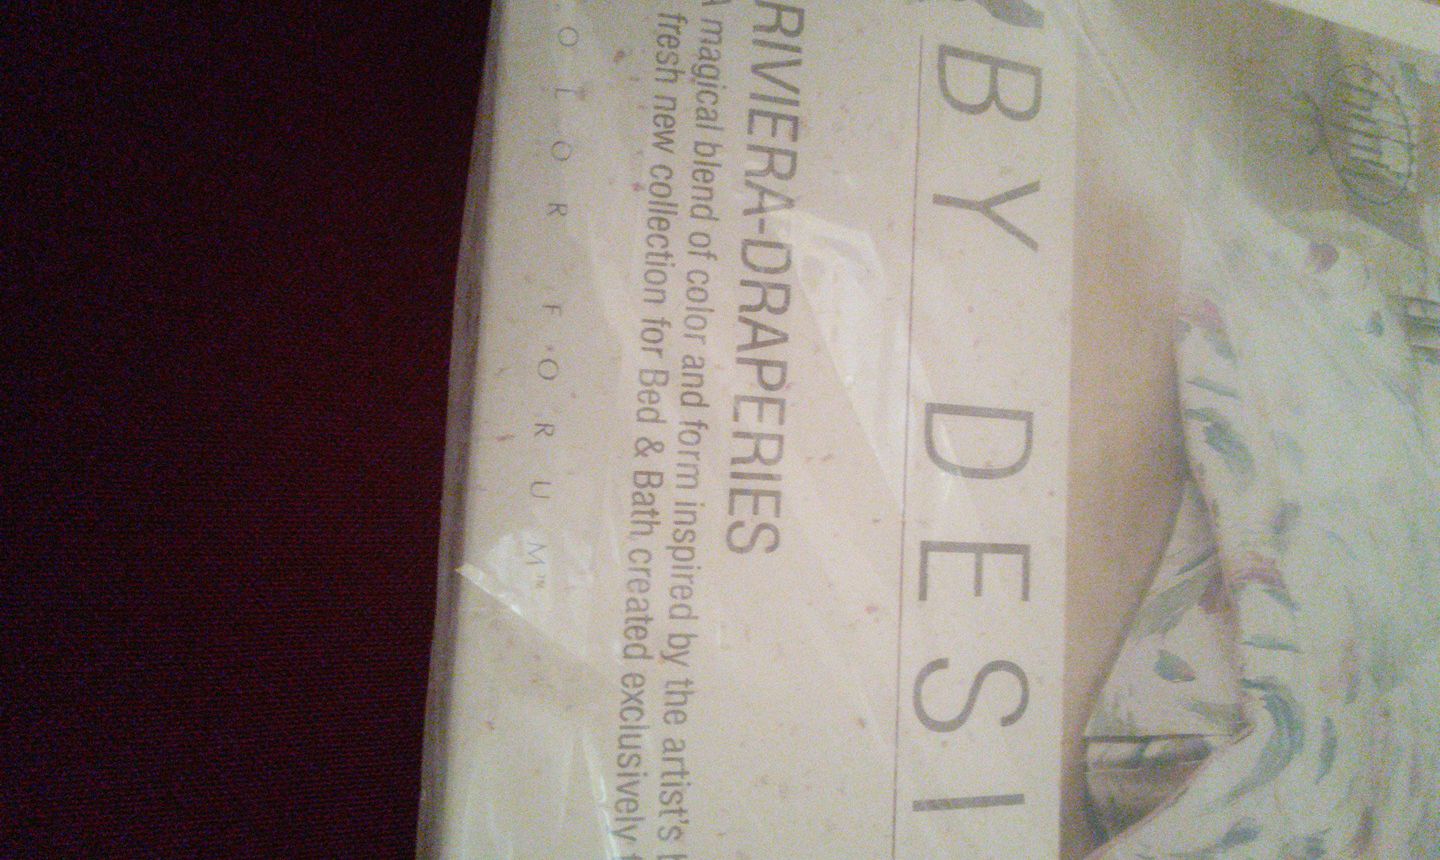 BY DESI
RIVIERA-DRAPERIES
A magical blend of color and form inspired by the artist's
fresh new collection for Bed & Bath created exclusively
OLOR FORUM™